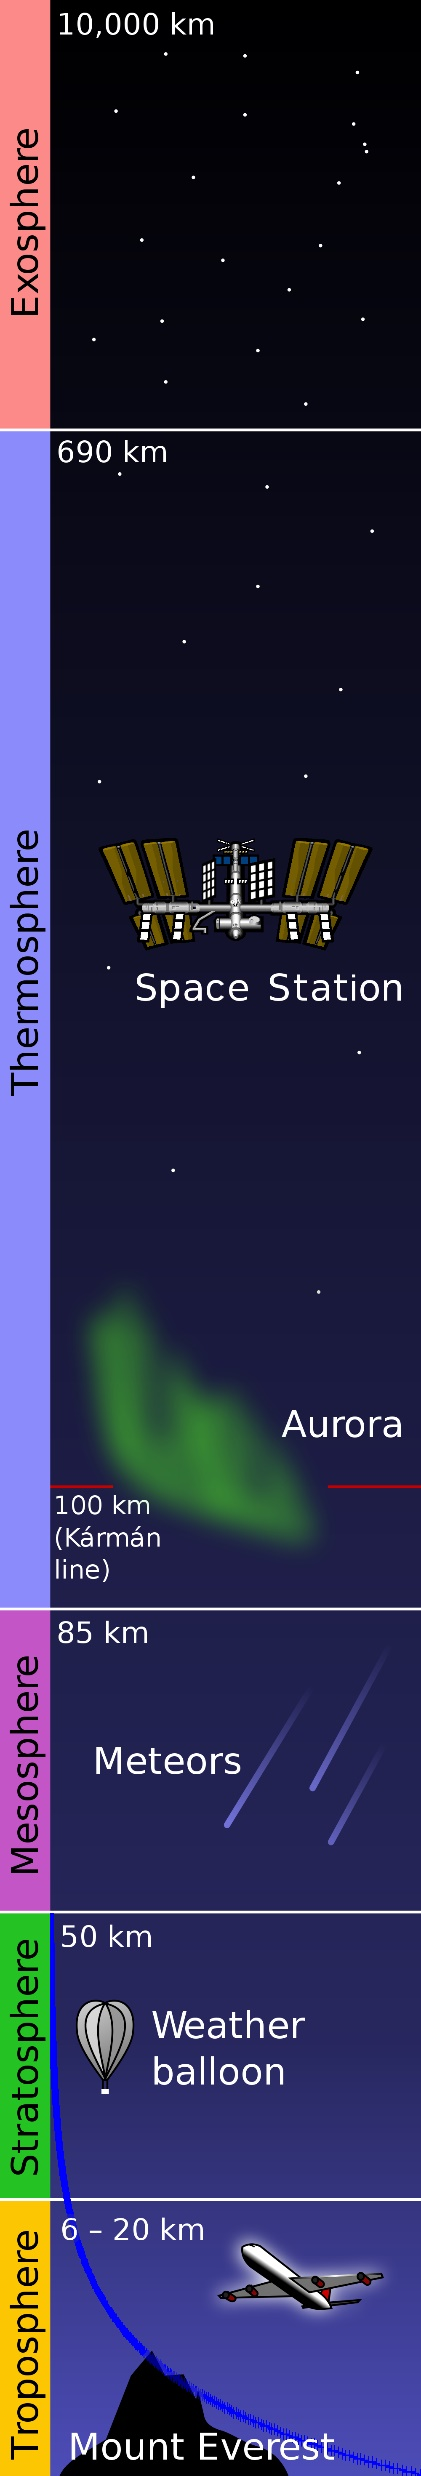 10,000 km
Exosphere
690 km
Thermosphere
Space Station
Aurora
100 km
(Kármán
line)
85 km
Mesosphere
Meteors
50 km
Stratosphere
Weather
balloon
6 – 20 km
Troposphere
Mount Everest